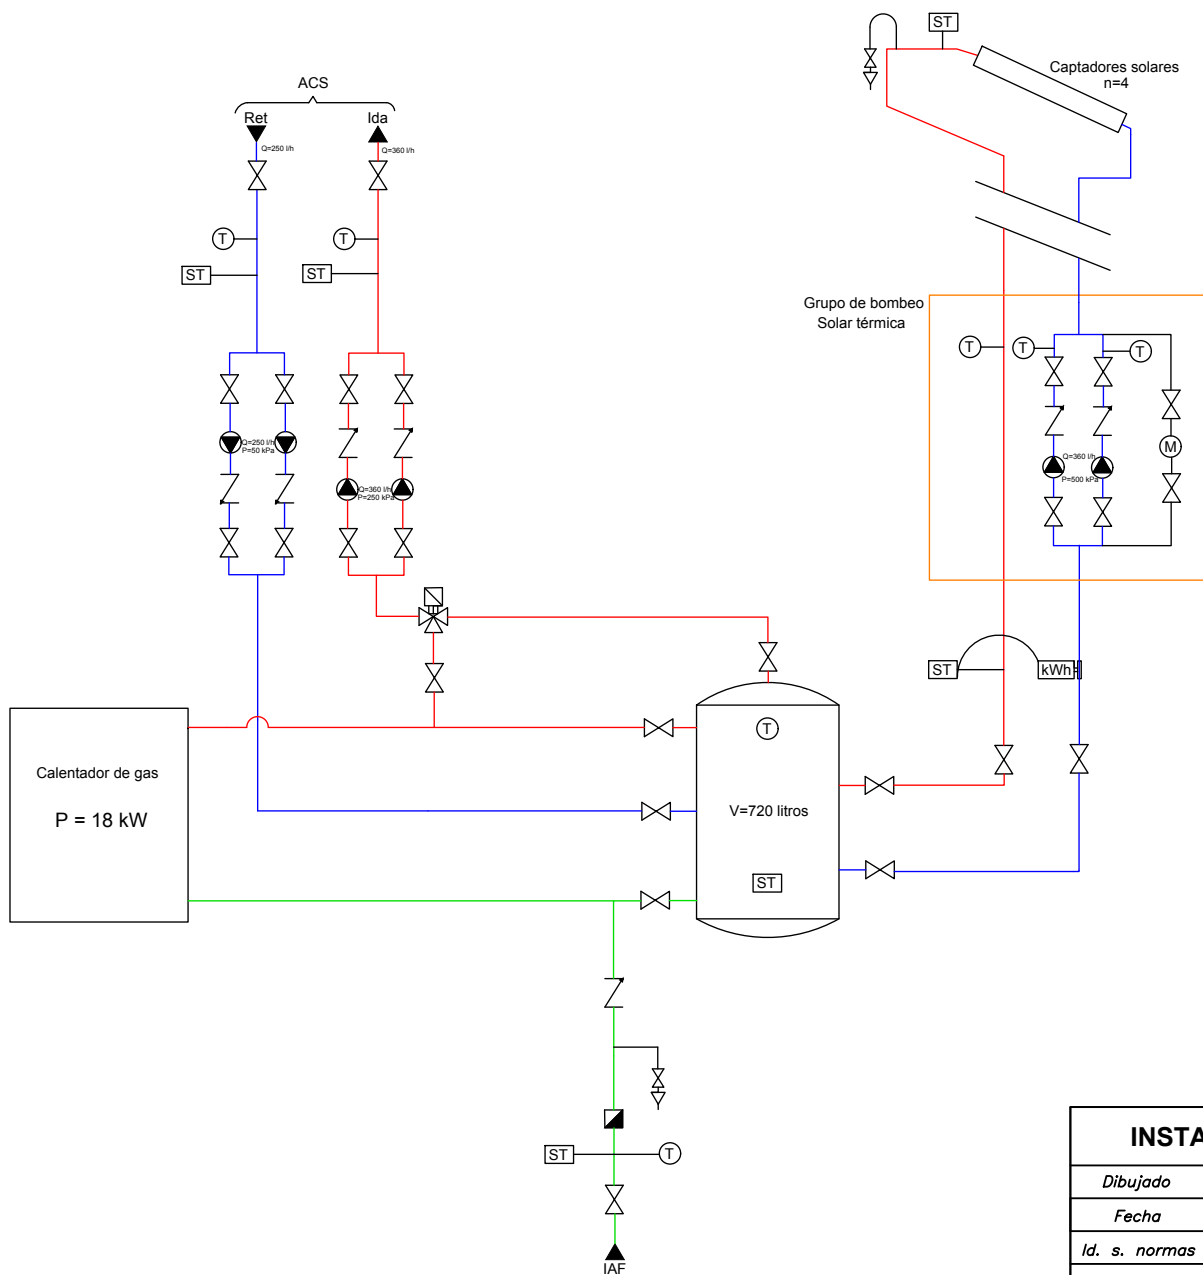 ST
Captadores solares
n=4
ACS
Ret
Ida
Q=250 l/h
Q=360 l/h
T
T
ST
ST
Grupo de bombeo
Solar térmica
T
T
T
Q=250 l/h
P=50 kPa
M
Q=360 l/h
P=500 kPa
Q=360 l/h
P=250 kPa
ST
kWh
T
Calentador de gas
P = 18 kW
V=720 litros
ST
ST
T
IAF
INSTA
Dibujado
Fecha
Id. s. normas